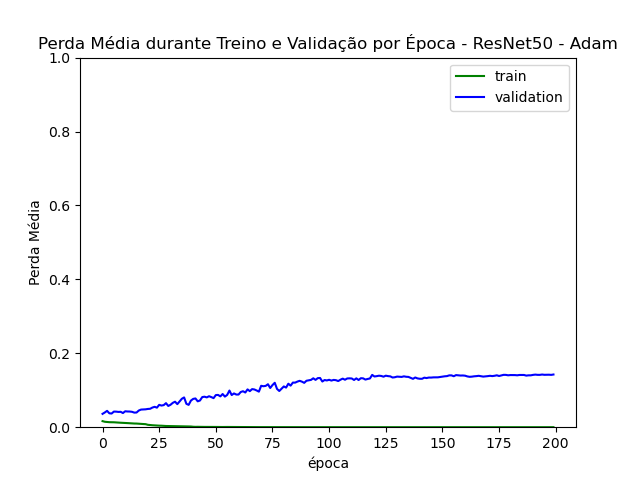 Perda Média durante Treino e Validação por Época - ResNet50 - Adam
1.0
0.8
0.6
0.4
0.2
0.0
Perda Média
train
validation
0 25 50 75 100 125 150 175 200
época